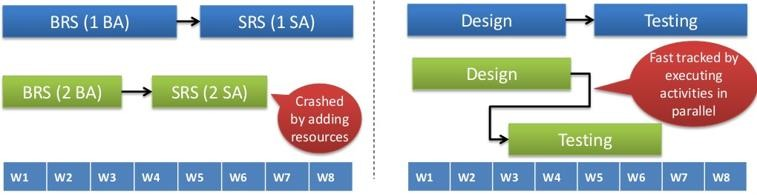 BRS (1 BA)
SRS (1 SA)
BRS (2 BA)
SRS (2 SA)
Crashed
by adding
resources
W1 W2 W3 W4 W5 W6 W7 W8
Design
Testing
Design
Fast tracked by
executing
activities in
parallel
Testing
W1 W2 W3 W4 W5 W6 W7 W8